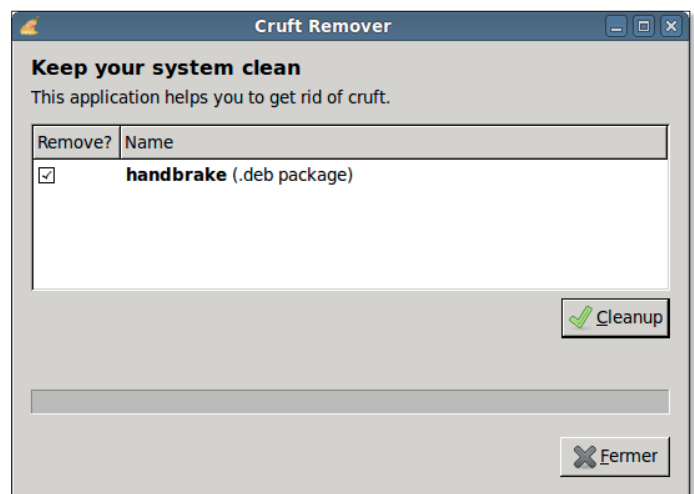 Cruft Remover
Keep your system clean
This application helps you to get rid of cruft.
Remove? Name
handbrake (.deb package)
Cleanup
Fermer